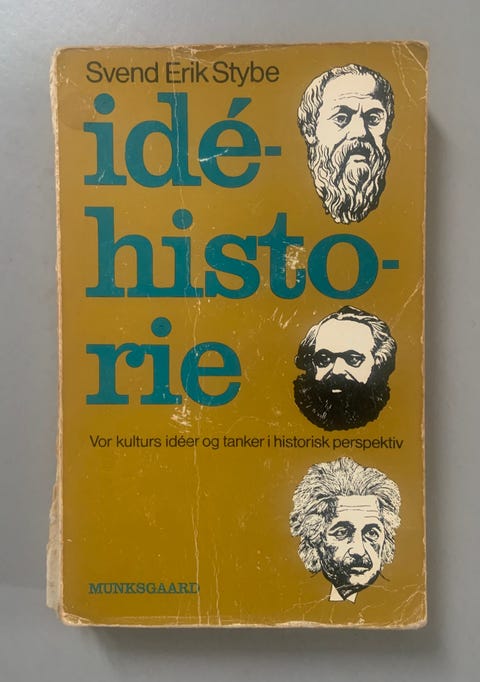 Svend Erik Stybe
idé-
histo-
rie
Vor kulturs idéer og tanker i historisk perspektiv
MUNKSGAARD